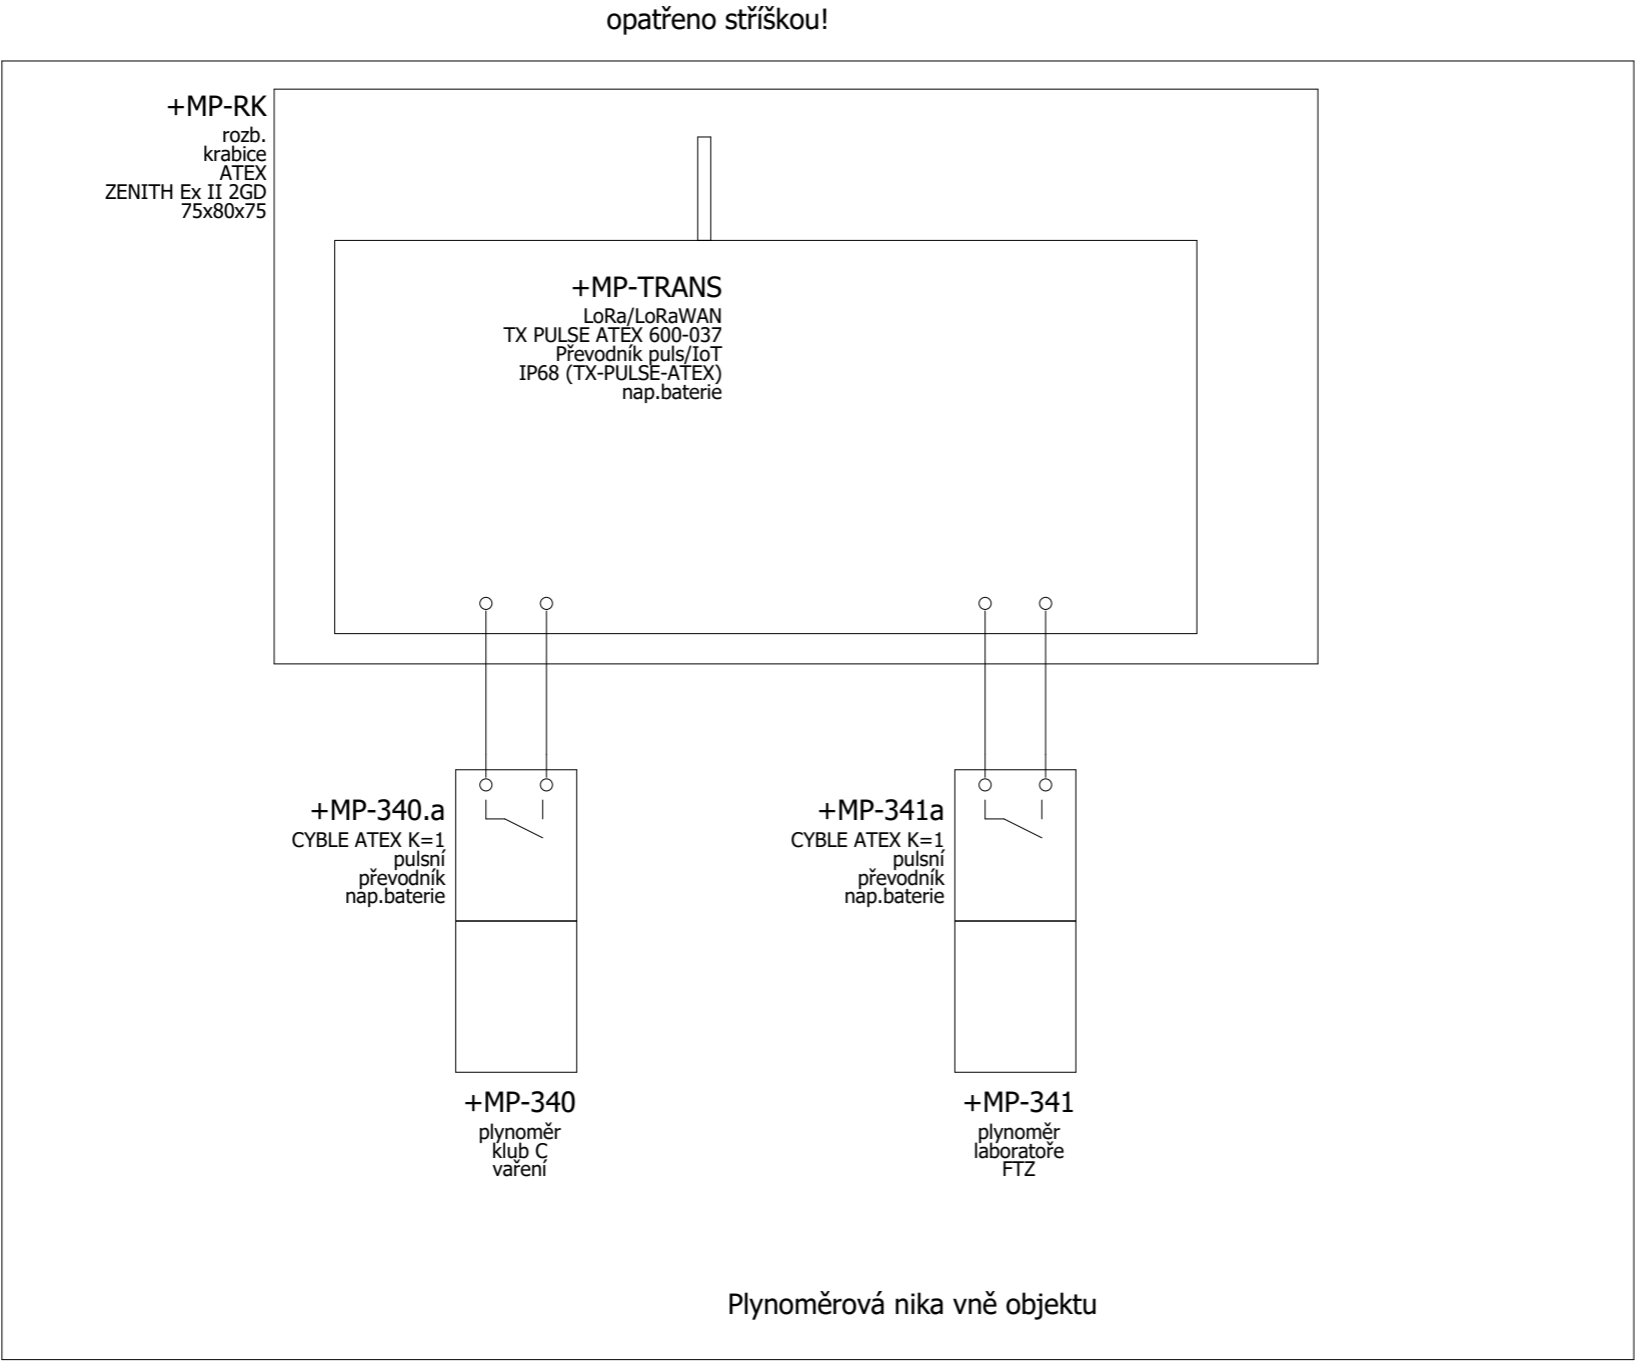 opatřeno stříškou!
+MP-RK
rozb.
krabice
ATEX
ZENITH Ex II 2GD
75x80x75
+MP-TRANS
LoRa/LoRaWAN
TX PULSE ATEX 600-037
Převodník puls/IoT
IP68 (TX-PULSE-ATEX)
nap.baterie
+MP-340.a
CYBLE ATEX K=1
pulsní
převodník
nap.baterie
+MP-341a
CYBLE ATEX K=1
pulsní
převodník
nap.baterie
+MP-340
plynoměr
klub C
vaření
+MP-341
plynoměr
laboratoře
FTZ
Plynoměrová nika vně objektu